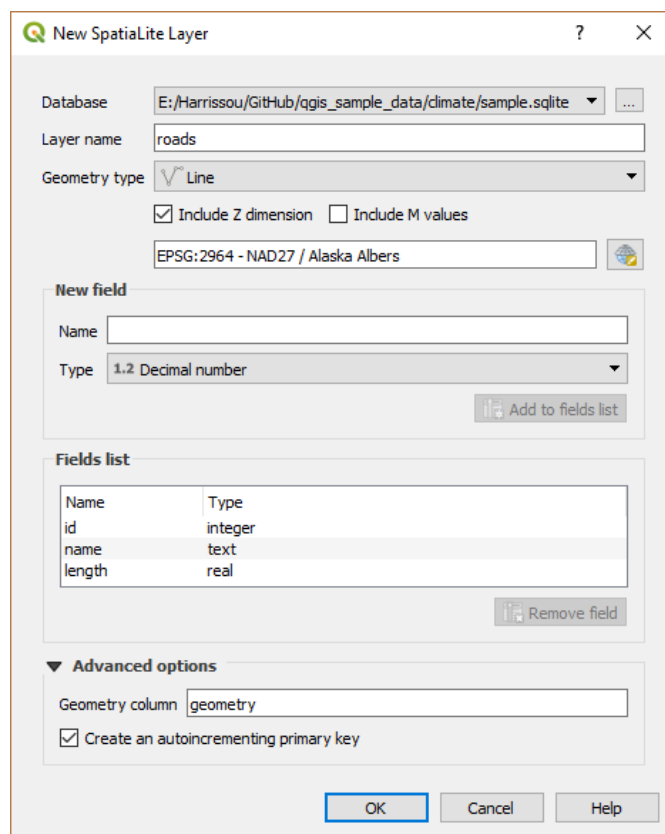 New SpatiaLite Layer ?
Database E:/Harrissou/GitHub/qgis_sample_data/climate/sample.sqlite ...
Layer name roads
Geometry type Line
Include Z dimension Include M values
EPSG:2964 - NAD27 / Alaska Albers
New field
Name
Type 1.2 Decimal number
Add to fields list
Fields list
Name Type
id integer
name text
length real
Remove field
Advanced options
Geometry column geometry
Create an autoincrementing primary key
OK Cancel Help